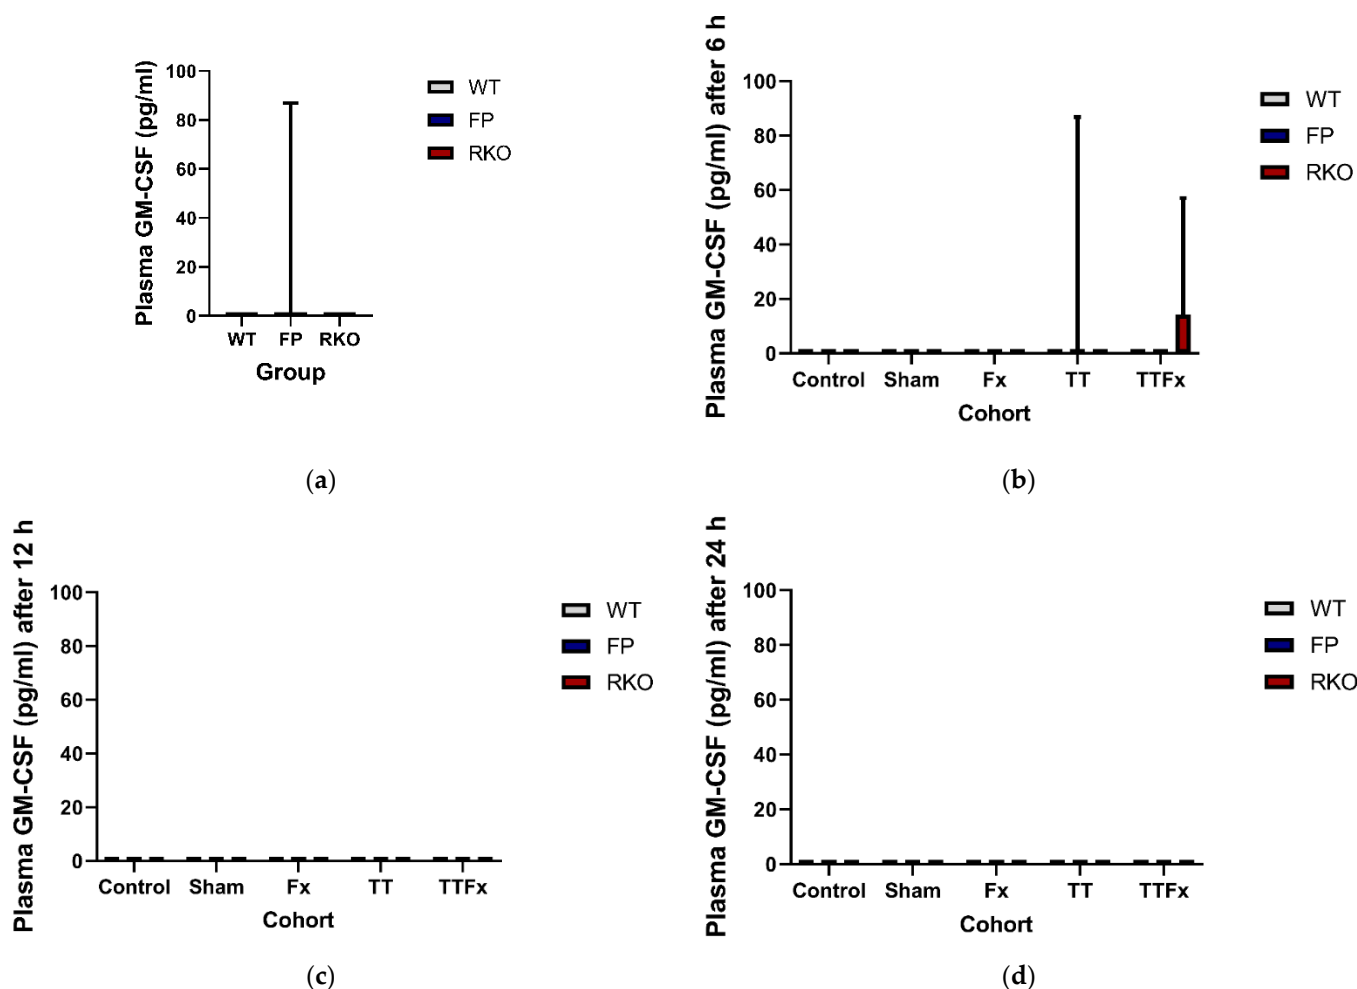 Plasma GM-CSF (pg/ml)
100
80
60
40
20
0
WT
FP
RKO
Group
WT
FP
RKO
(a)
Plasma GM-CSF (pg/ml) after 6 h
100
80
60
40
20
0
Control Sham Fx TT TTFx
Cohort
WT
FP
RKO
(b)
Plasma GM-CSF (pg/ml) after 12 h
100
80
60
40
20
0
Control Sham Fx TT TTFx
Cohort
WT
FP
RKO
(c)
Plasma GM-CSF (pg/ml) after 24 h
100
80
60
40
20
0
Control Sham Fx TT TTFx
Cohort
WT
FP
RKO
(d)